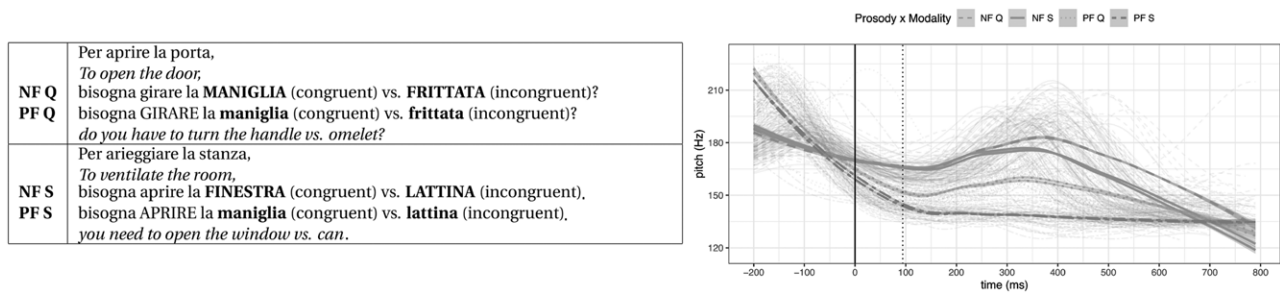 Per aprire la porta,
To open the door,
NF Q bisogna girare la MANIGLIA (congruent) vs. FRITTATA (incongruent)?
PF Q bisogna GIRARE la maniglia (congruent) vs. frittata (incongruent)?
do you have to turn the handle vs. omelet?
Per arieggiare la stanza,
To ventilate the room,
NF S bisogna aprire la FINESTRA (congruent) vs. LATTINA (incongruent).
PF S bisogna APRIRE la maniglia (congruent) vs. lattina (incongruent).
you need to open the window vs. can.
Prosody x Modality NF Q NF S PF Q PF S
210
180
150
120
pitch (Hz)
−200 −100 0 100 200 300 400 500 600 700 800
time (ms)